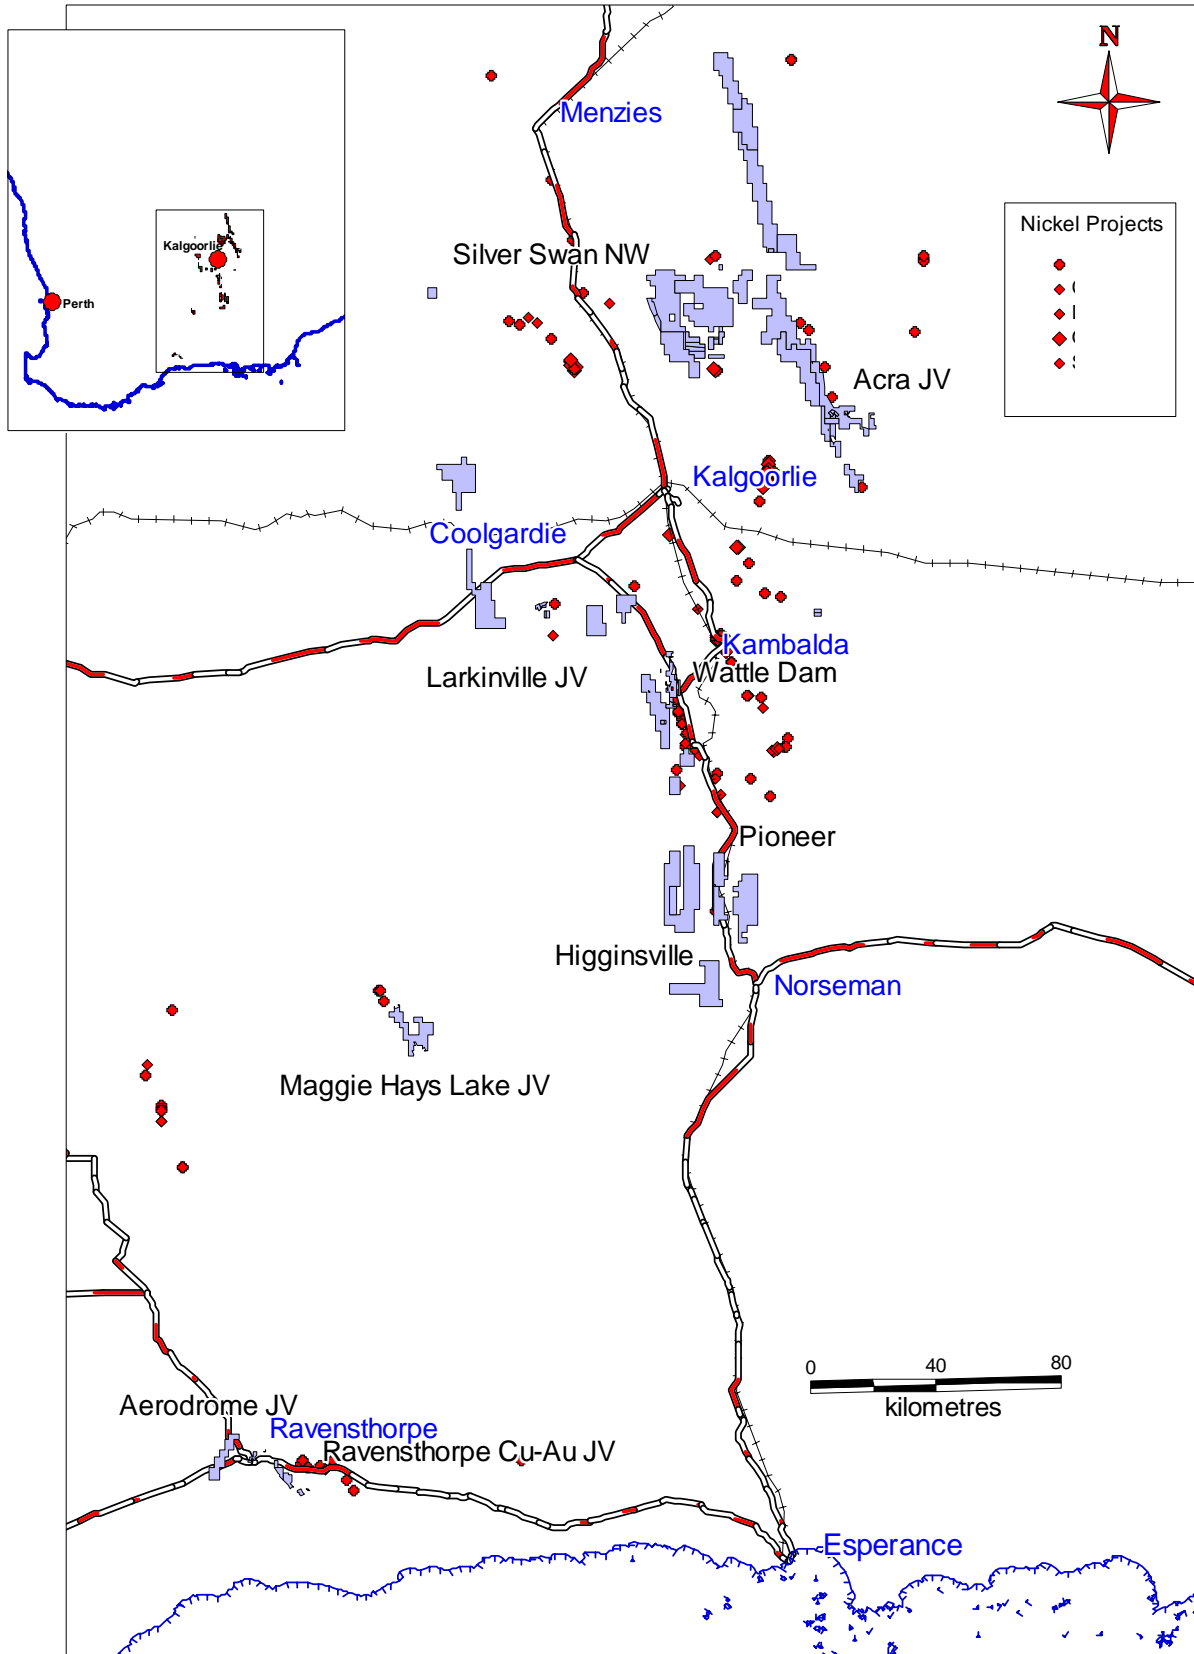 N
Menzies
Nickel Projects
Silver Swan NW
Kalgoorlie
Perth
Acra JV
Kalgoorlie
Coolgardie
Kambalda
Wattle Dam
Larkinville JV
Pioneer
Higginsville
Norseman
Maggie Hays Lake JV
0 40 80
kilometres
Aerodrome JV
Ravensthorpe
Ravensthorpe Cu-Au JV
Esperance